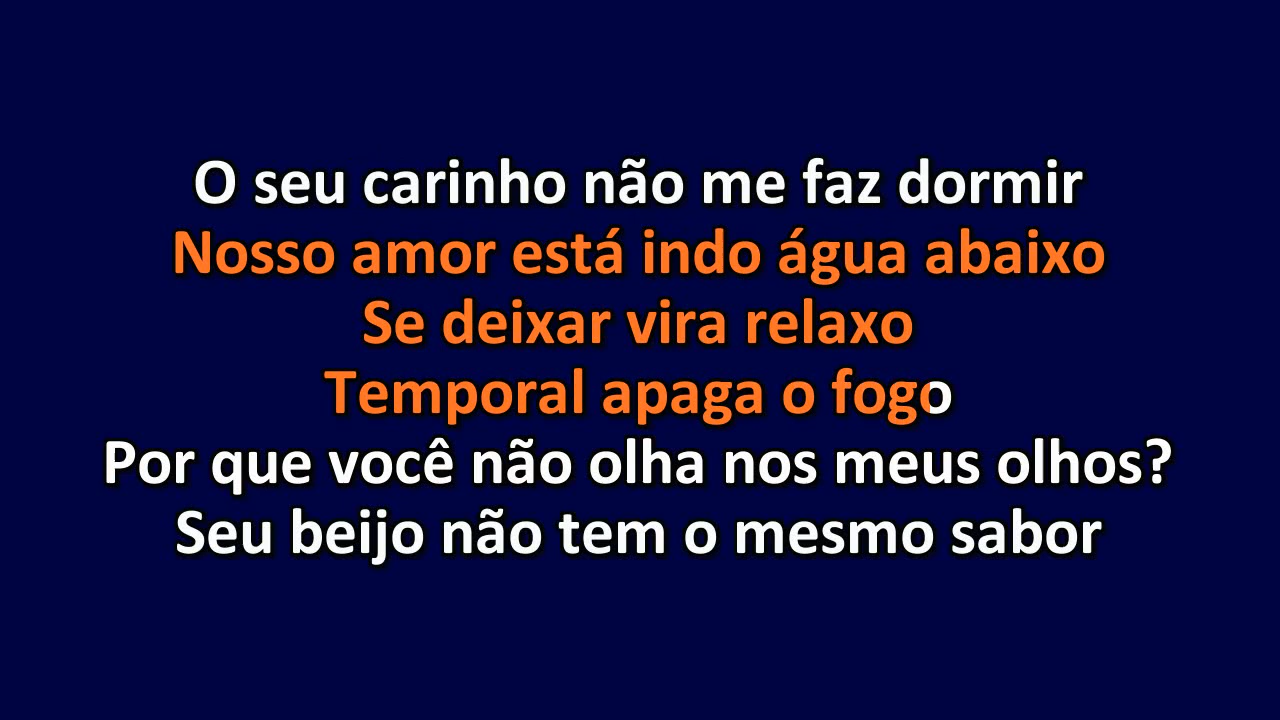 O seu carinho não me faz dormir
Nosso amor está indo água abaixo
Se deixar vira relaxo
Temporal apaga o fogo
Por que você não olha nos meus olhos?
Seu beijo não tem o mesmo sabor